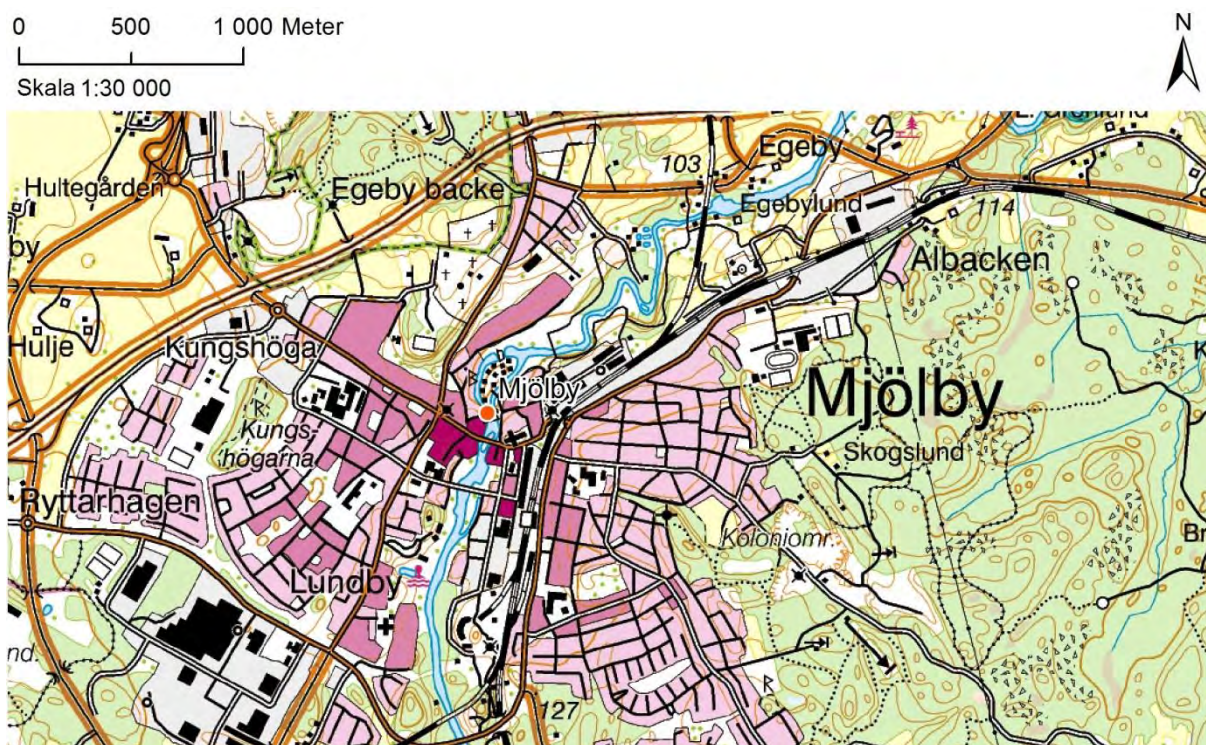 0 500 1 000 Meter
Skala 1:30 000
N
Hultegården
Egeby backe
103
Egeby
Egebylund
114
by
Albacken
115
Hulje
Kungshöga
Mjölby
Mjölby
Kungs-
högarna
Skogslund
Ryttarhagen
Koloniomr.
Br
Lundby
nd.
127